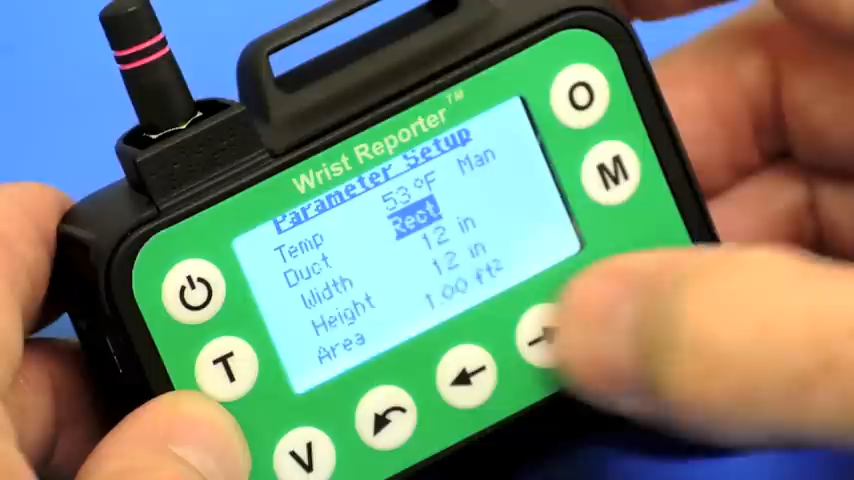 Wrist Reporter™
Parameter Setup
Temp 53°F Man
Duct Rect
Width 12 in
Height 12 in
Area 1.00 ft²
O
M
T
V